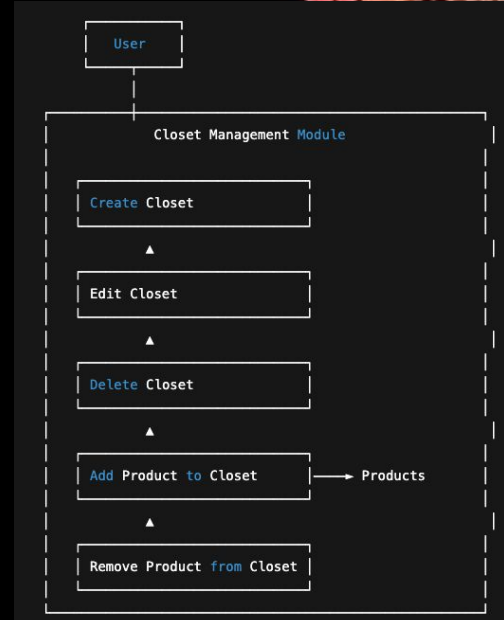 User
Closet Management Module
Create Closet
Edit Closet
Delete Closet
Add Product to Closet
Products
Remove Product from Closet